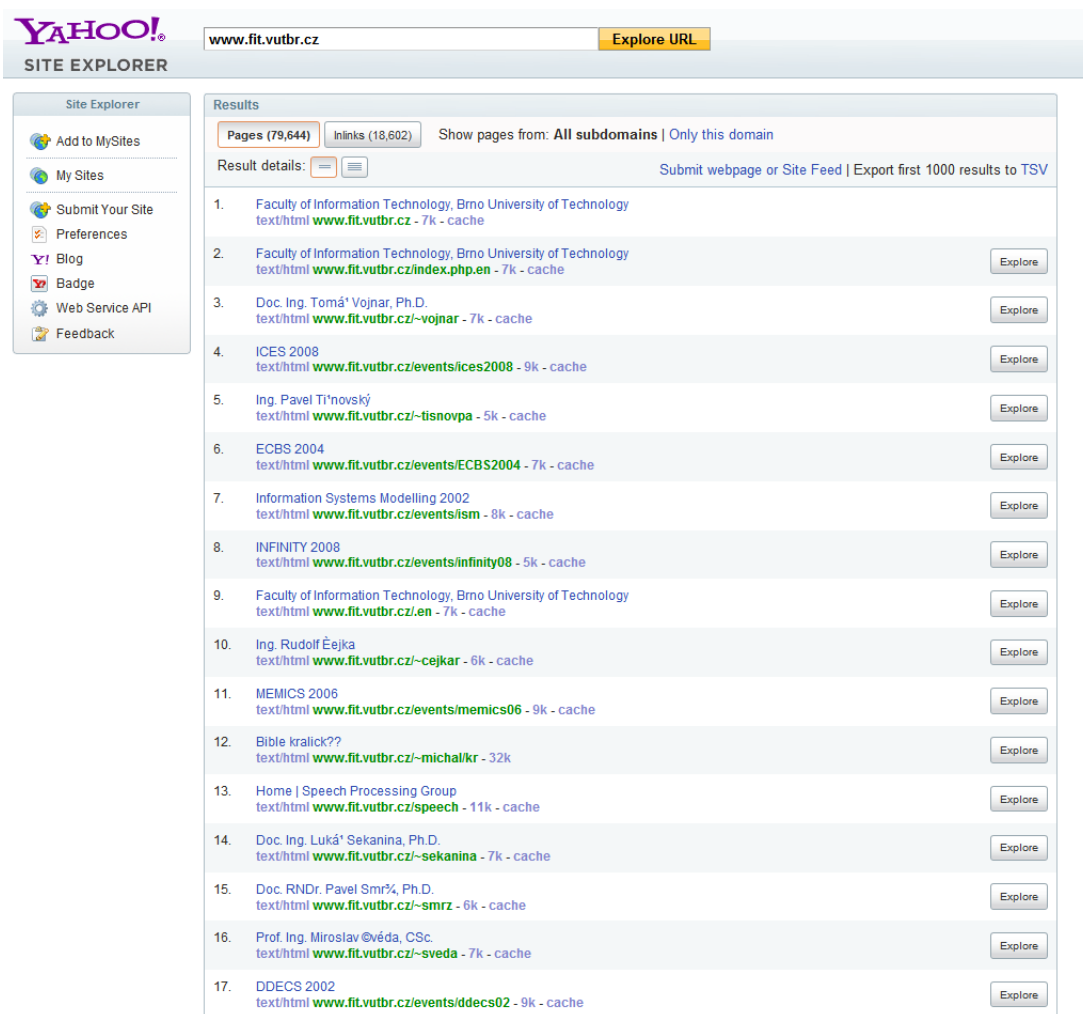 YAHOO!®
SITE EXPLORER
www.fit.vutbr.cz
Explore URL
Site Explorer
Add to MySites
My Sites
Submit Your Site
Preferences
Y! Blog
Badge
Web Service API
Feedback
Results
Pages (79,644) Inlinks (18,602) Show pages from: All subdomains | Only this domain
Result details: Submit webpage or Site Feed | Export first 1000 results to TSV
1. Faculty of Information Technology, Brno University of Technology
text/html www.fit.vutbr.cz - 7k - cache
2. Faculty of Information Technology, Brno University of Technology
text/html www.fit.vutbr.cz/index.php.en - 7k - cache
Explore
3. Doc. Ing. Tomá¹ Vojnar, Ph.D.
text/html www.fit.vutbr.cz/~vojnar - 7k - cache
Explore
4. ICES 2008
text/html www.fit.vutbr.cz/events/ices2008 - 9k - cache
Explore
5. Ing. Pavel Ti¹novský
text/html www.fit.vutbr.cz/~tisnovpa - 5k - cache
Explore
6. ECBS 2004
text/html www.fit.vutbr.cz/events/ECBS2004 - 7k - cache
Explore
7. Information Systems Modelling 2002
text/html www.fit.vutbr.cz/events/ism - 8k - cache
Explore
8. INFINITY 2008
text/html www.fit.vutbr.cz/events/infinity08 - 5k - cache
Explore
9. Faculty of Information Technology, Brno University of Technology
text/html www.fit.vutbr.cz/.en - 7k - cache
Explore
10. Ing. Rudolf Èejka
text/html www.fit.vutbr.cz/~cejkar - 6k - cache
Explore
11. MEMICS 2006
text/html www.fit.vutbr.cz/events/memics06 - 9k - cache
Explore
12. Bible kralick??
text/html www.fit.vutbr.cz/~michal/kr - 32k
Explore
13. Home | Speech Processing Group
text/html www.fit.vutbr.cz/speech - 11k - cache
Explore
14. Doc. Ing. Luká¹ Sekanina, Ph.D.
text/html www.fit.vutbr.cz/~sekanina - 7k - cache
Explore
15. Doc. RNDr. Pavel Smr¾, Ph.D.
text/html www.fit.vutbr.cz/~smrz - 6k - cache
Explore
16. Prof. Ing. Miroslav ©véda, CSc.
text/html www.fit.vutbr.cz/~sveda - 7k - cache
Explore
17. DDECS 2002
text/html www.fit.vutbr.cz/events/ddecs02 - 9k - cache
Explore